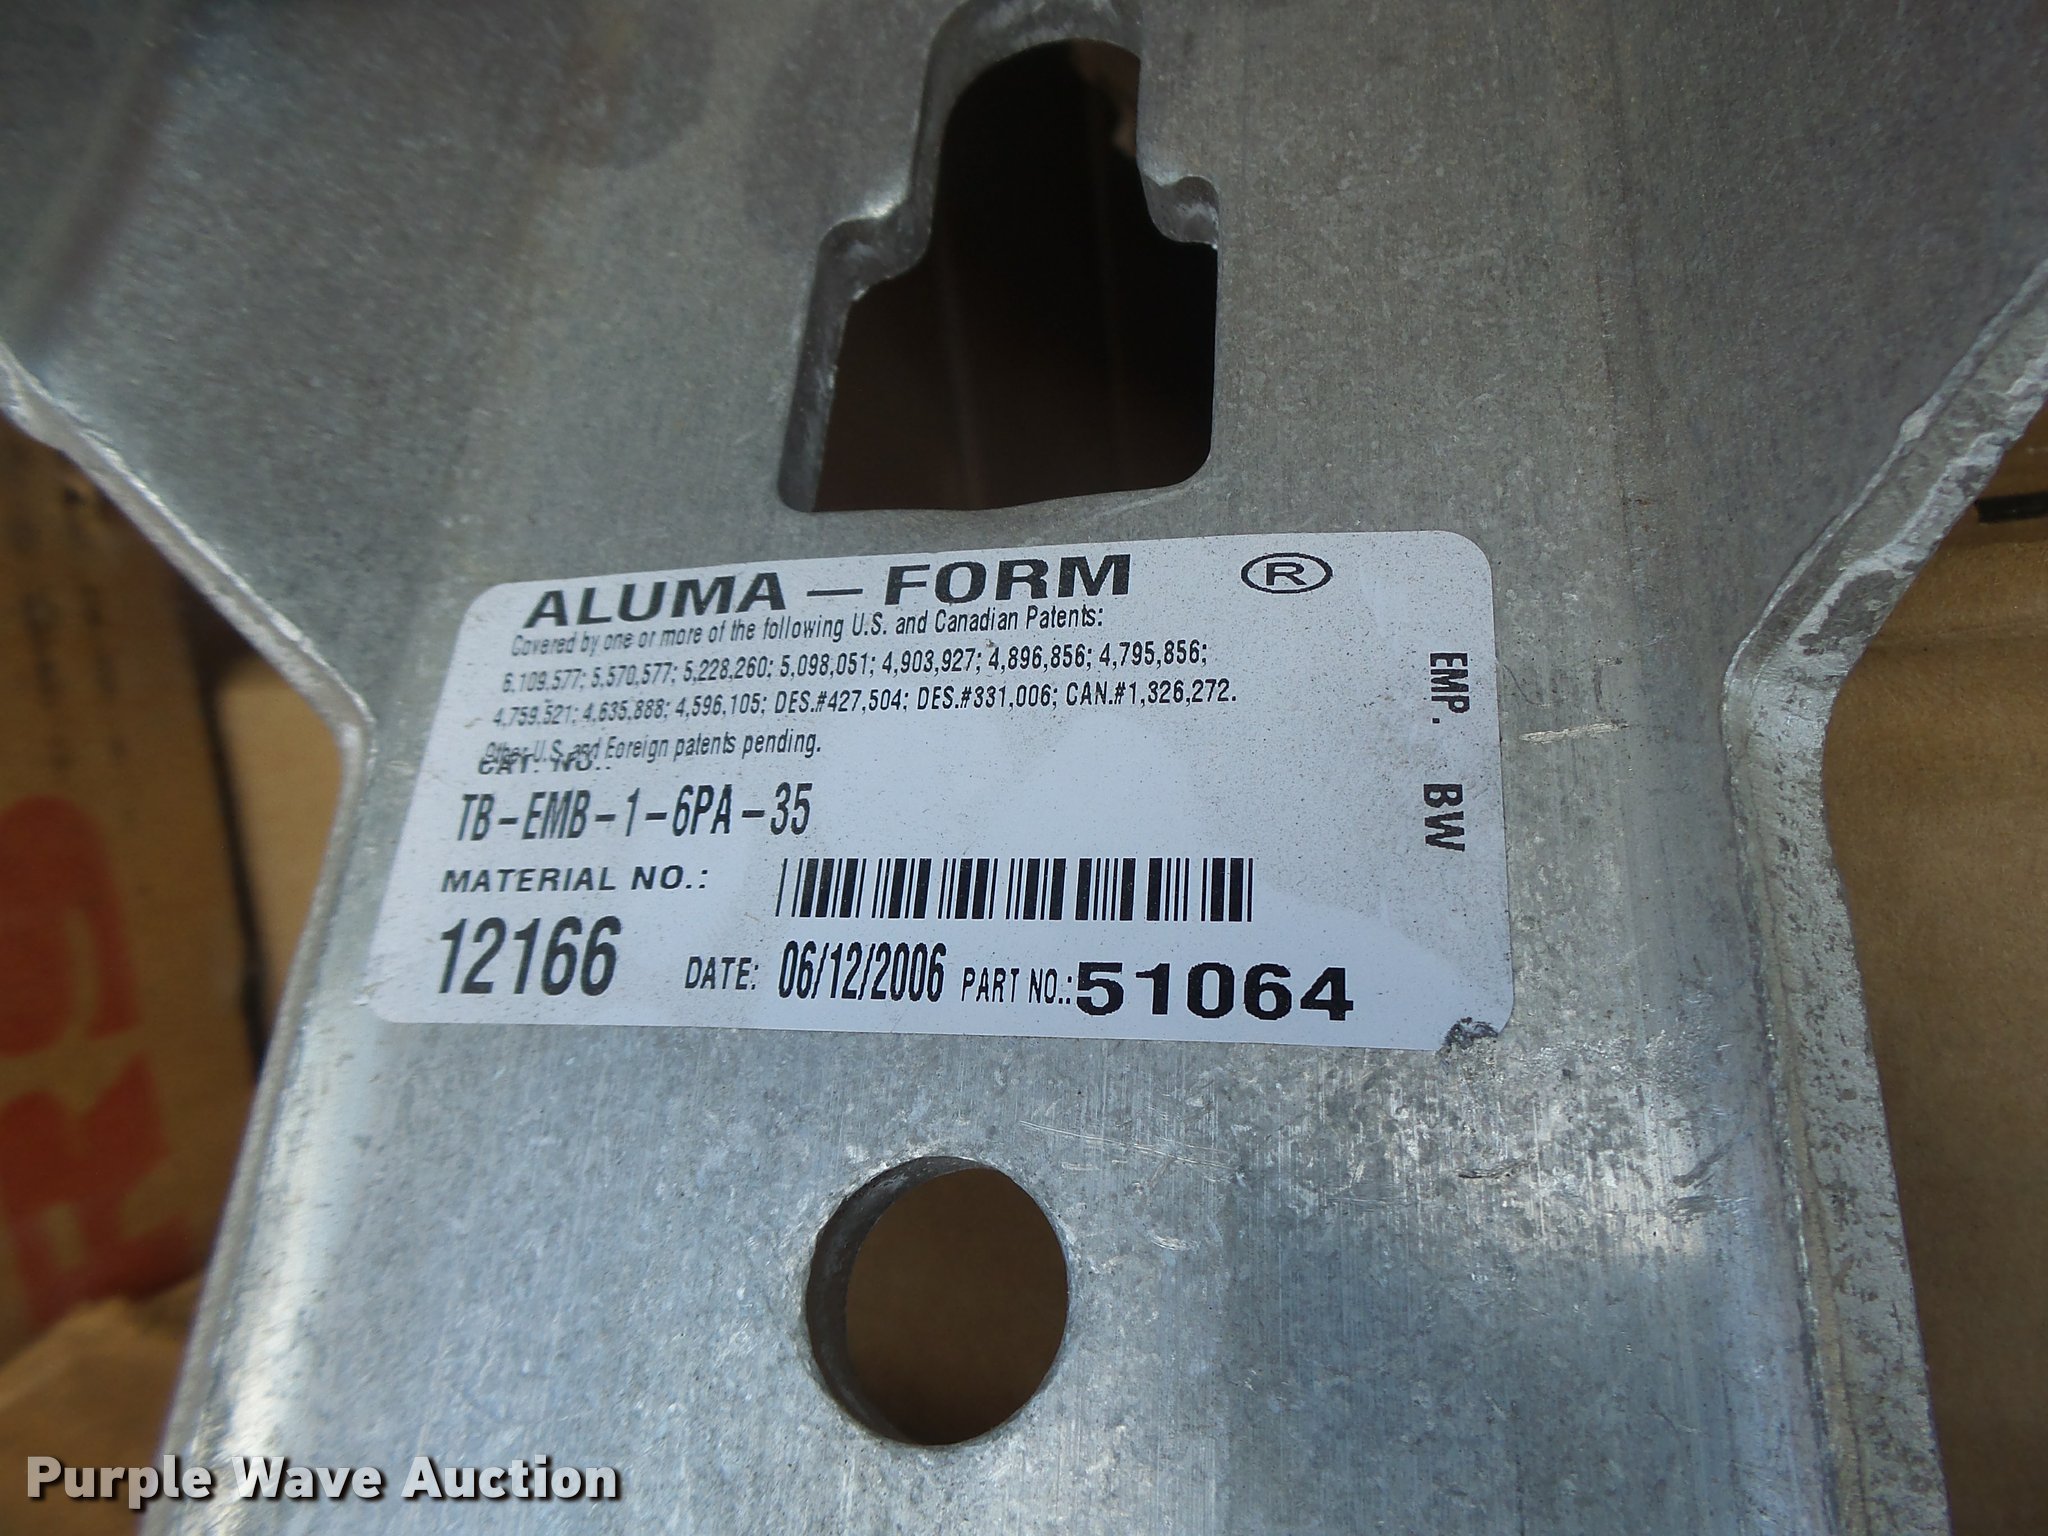 ALUMA - FORM ®
Covered by one or more of the following U.S. and Canadian Patents:
6,109,577; 5,570,577; 5,228,260; 5,098,051; 4,903,927; 4,896,856; 4,795,856;
4,759,521; 4,635,888; 4,596,105; DES.#427,504; DES.#331,006; CAN.#1,326,272.
Other U.S. and Foreign patents pending.
CAT. NO.:
TB-EMB-1-6PA-35
MATERIAL NO.:
12166
DATE: 06/12/2006 PART NO.: 51064
EMP. BW
Purple Wave Auction